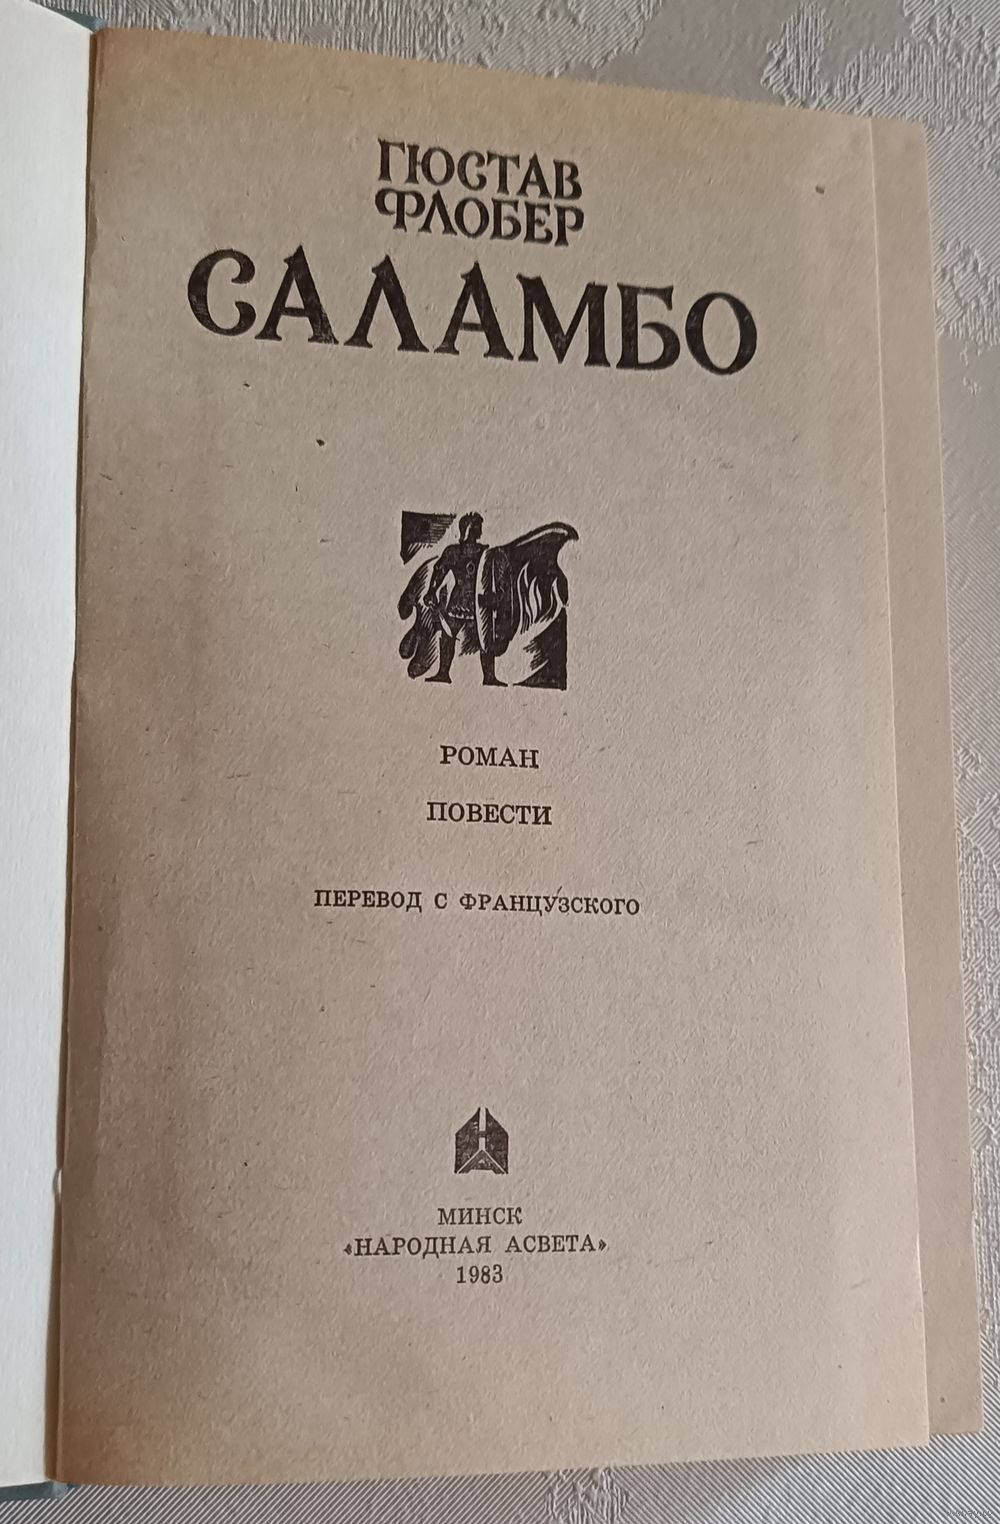 ГЮСТАВ
ФЛОБЕР
САЛАМБО
РОМАН
ПОВЕСТИ
ПЕРЕВОД С ФРАНЦУЗСКОГО
МИНСК
«НАРОДНАЯ АСВЕТА»
1983